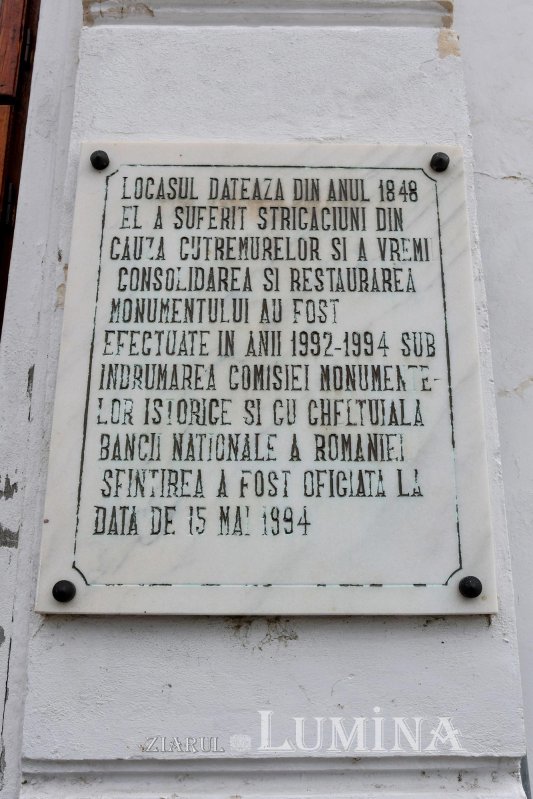 LOCASUL DATEAZA DIN ANUL 1848
EL A SUFERIT STRICACIUNI DIN
CAUZA CUTREMURELOR SI A VREMI
CONSOLIDAREA SI RESTAURAREA
MONUMENTULUI AU FOST
EFECTUATE IN ANII 1992-1994 SUB
INDRUMAREA COMISIEI MONUMENTE-
LOR ISTORICE SI CU CHELTUIALA
BANCII NATIONALE A ROMANIEI
SFINTIREA A FOST OFICIATA LA
DATA DE 15 MAI 1994
ZIARUL LUMINA